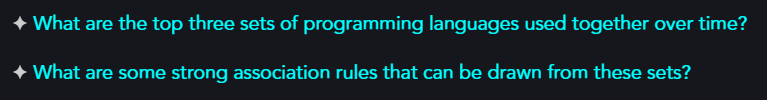 ✦ What are the top three sets of programming languages used together over time?
✦ What are some strong association rules that can be drawn from these sets?